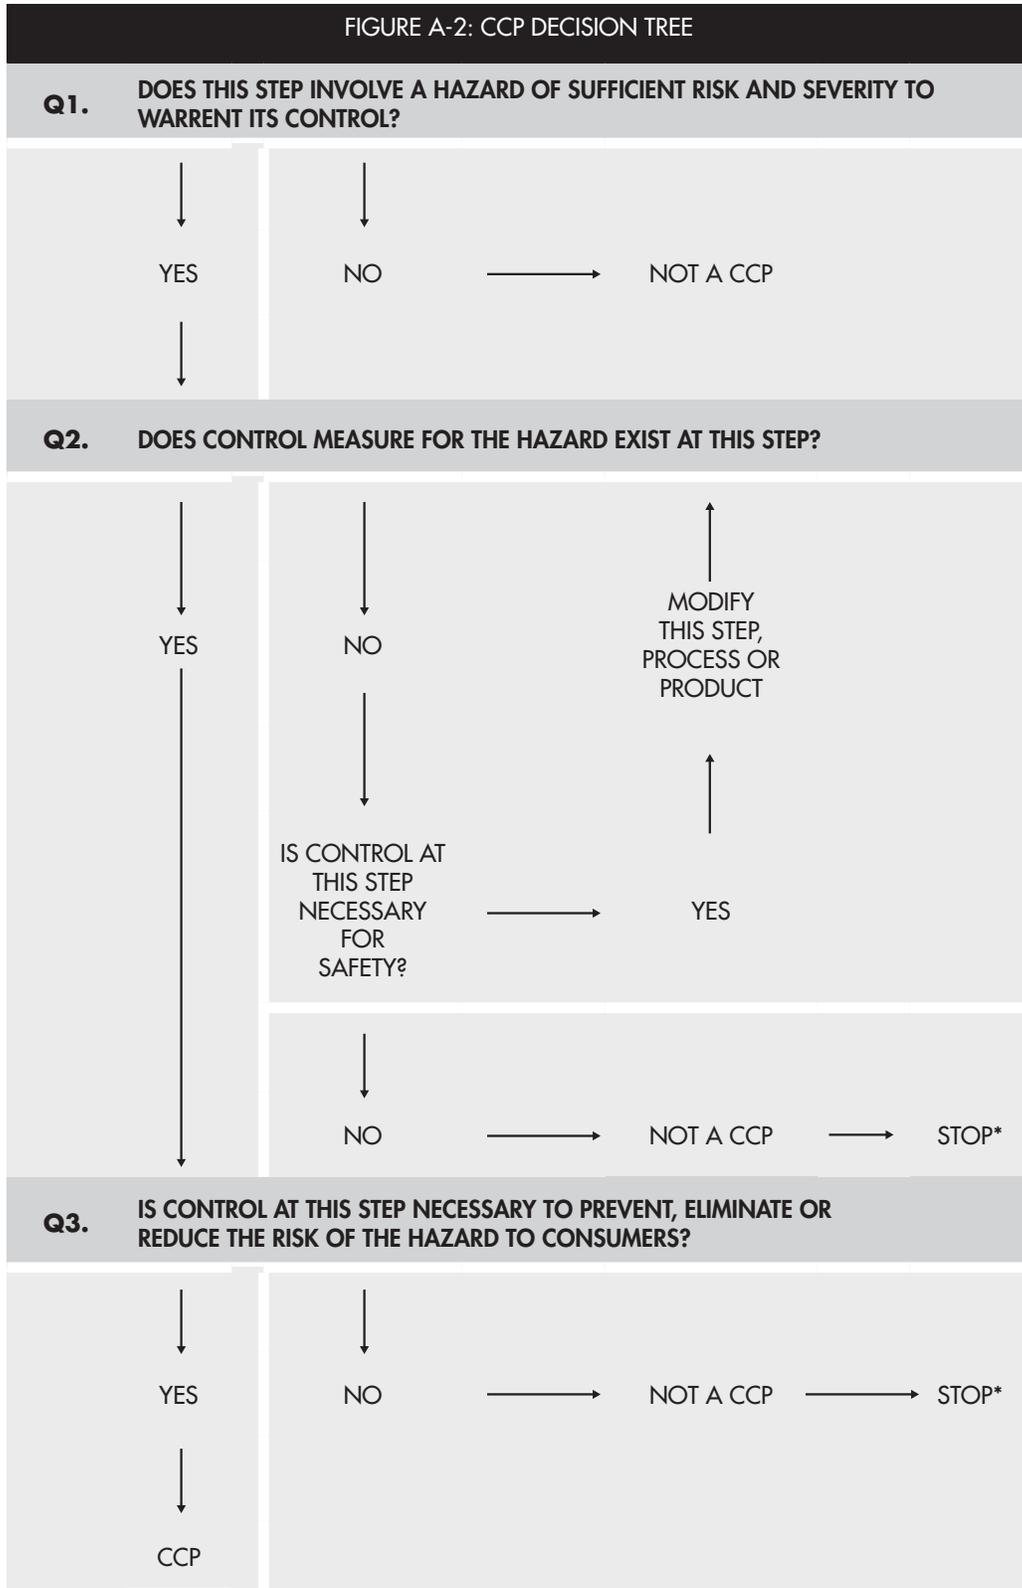 FIGURE A-2: CCP DECISION TREE
Q1. DOES THIS STEP INVOLVE A HAZARD OF SUFFICIENT RISK AND SEVERITY TO
WARRENT ITS CONTROL?
YES NO NOT A CCP
Q2. DOES CONTROL MEASURE FOR THE HAZARD EXIST AT THIS STEP?
MODIFY
THIS STEP,
PROCESS OR
PRODUCT
YES NO
IS CONTROL AT
THIS STEP
NECESSARY
FOR
SAFETY?
YES
NO NOT A CCP STOP*
Q3. IS CONTROL AT THIS STEP NECESSARY TO PREVENT, ELIMINATE OR
REDUCE THE RISK OF THE HAZARD TO CONSUMERS?
YES NO NOT A CCP STOP*
CCP